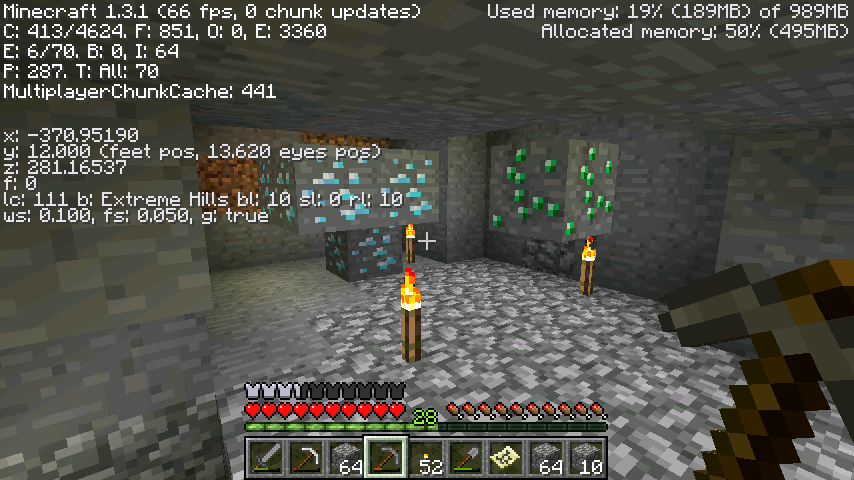 Minecraft 1.3.1 (66 fps, 0 chunk updates)
C: 413/4624. F: 851, O: 0, E: 3360
E: 6/70. B: 0, I: 64
P: 287. T: All: 70
MultiplayerChunkCache: 441
Used memory: 19% (189MB) of 989MB
Allocated memory: 50% (495MB)
x: -370.95190
y: 12.000 (feet pos, 13.620 eyes pos)
z: 281.16537
f: 0
lc: 111 b: Extreme Hills bl: 10 sl: 0 rl: 10
ws: 0.100, fs: 0.050, g: true
28
64
52
64
10